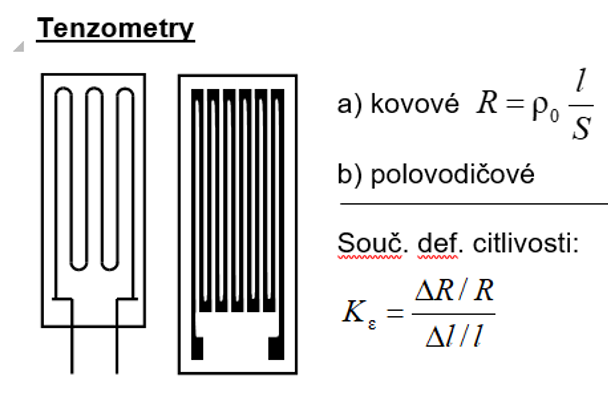 Tenzometry
a) kovové R = ρ₀ l / S
b) polovodičové
Souč. def. citlivosti:
Kε = ΔR / R / Δl / l